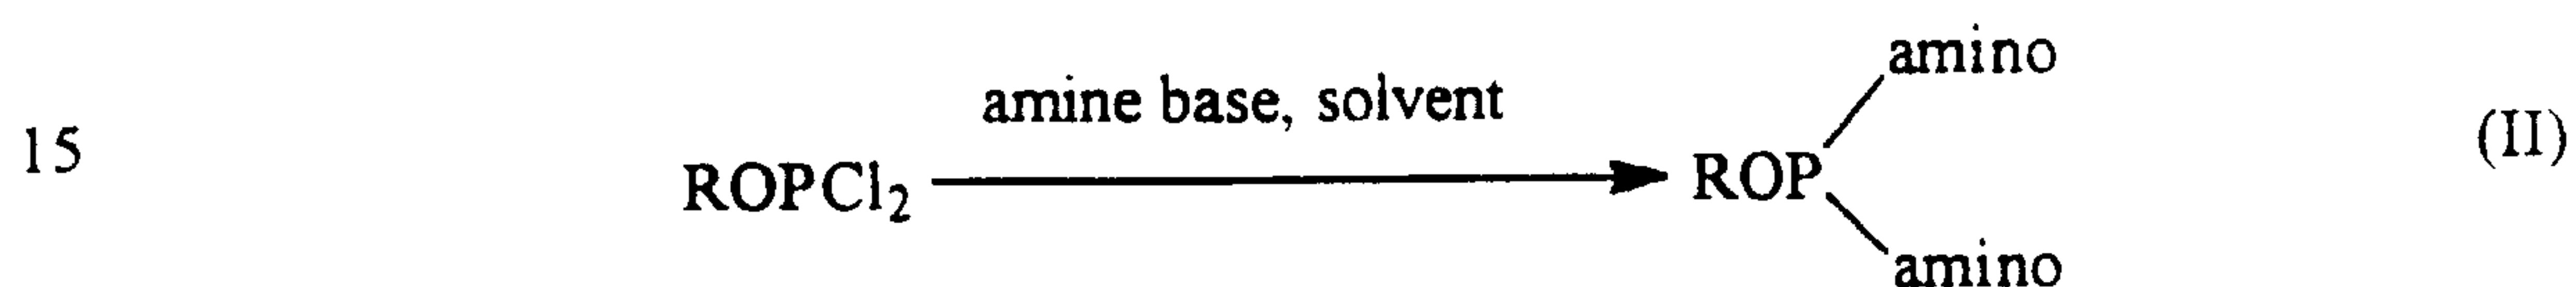 amino
amine base, solvent
15 ROPCl₂ ROP (II)
amino